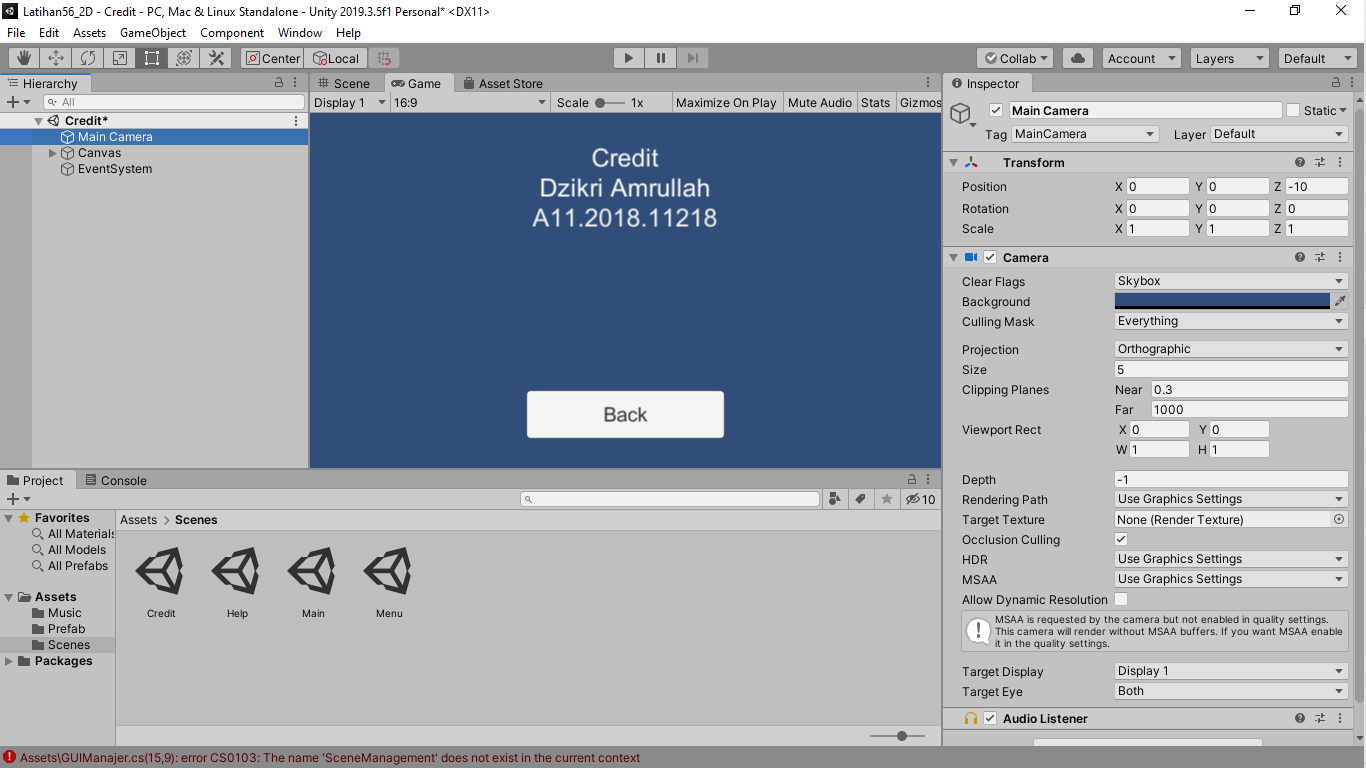 Latihan56_2D - Credit - PC, Mac & Linux Standalone - Unity 2019.3.5f1 Personal* <DX11>
File Edit Assets GameObject Component Window Help
Center Local Collab Account Layers Default
Hierarchy
All
Credit*
Main Camera
Canvas
EventSystem
Scene Game Asset Store
Display 1 16:9 Scale 1x Maximize On Play Mute Audio Stats Gizmos
Credit
Dzikri Amrullah
A11.2018.11218
Back
Inspector
Main Camera Static
Tag MainCamera Layer Default
Transform
Position X 0 Y 0 Z -10
Rotation X 0 Y 0 Z 0
Scale X 1 Y 1 Z 1
Camera
Clear Flags Skybox
Background
Culling Mask Everything
Projection Orthographic
Size 5
Clipping Planes Near 0.3
Far 1000
Viewport Rect X 0 Y 0
W 1 H 1
Depth -1
Rendering Path Use Graphics Settings
Target Texture None (Render Texture)
Occlusion Culling
HDR Use Graphics Settings
MSAA Use Graphics Settings
Allow Dynamic Resolution
MSAA is requested by the camera but not enabled in quality settings.
This camera will render without MSAA buffers. If you want MSAA enable
it in the quality settings.
Target Display Display 1
Target Eye Both
Audio Listener
Project Console
10
Favorites
All Materials
All Models
All Prefabs
Assets
Music
Prefab
Scenes
Packages
Assets > Scenes
Credit Help Main Menu
Assets\GUIManajer.cs(15,9): error CS0103: The name 'SceneManagement' does not exist in the current context